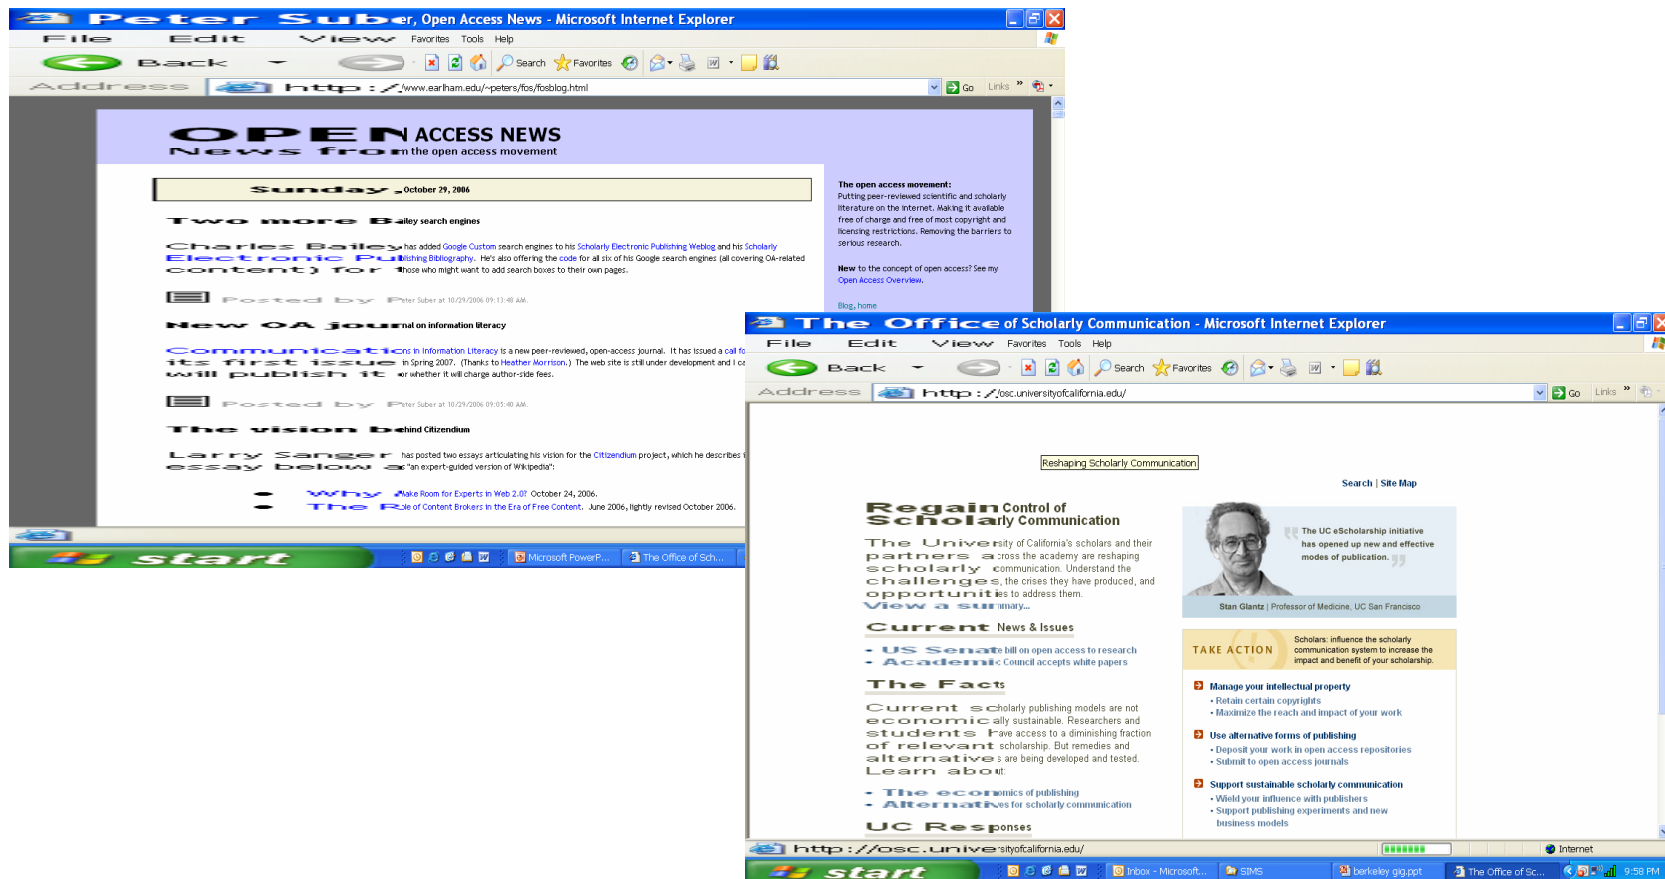 Peter Suber, Open Access News - Microsoft Internet Explorer
File Edit View Favorites Tools Help
Back Search Favorites
Address http://www.earlham.edu/~peters/fos/fosblog.html Go Links »
OPEN ACCESS NEWS
News from the open access movement
Sunday, October 29, 2006
Two more Bailey search engines
Charles Bailey has added Google Custom search engines to his Scholarly Electronic Publishing Weblog and his Scholarly
Electronic Publishing Bibliography. He's also offering the code for all six of his Google search engines (all covering OA-related
content) for those who might want to add search boxes to their own pages.
Posted by Peter Suber at 10/29/2006 09:13:48 AM.
New OA journal on information literacy
Communications in Information Literacy is a new peer-reviewed, open-access journal. It has issued a call fo
its first issue in Spring 2007. (Thanks to Heather Morrison.) The web site is still under development and I ca
will publish it or whether it will charge author-side fees.
Posted by Peter Suber at 10/29/2006 09:05:40 AM.
The vision behind Citizendium
Larry Sanger has posted two essays articulating his vision for the Citizendium project, which he describes i
essay below as "an expert-guided version of Wikipedia":
• Why Make Room for Experts in Web 2.0? October 24, 2006.
• The Role of Content Brokers in the Era of Free Content. June 2006, lightly revised October 2006.
The open access movement:
Putting peer-reviewed scientific and scholarly
literature on the internet. Making it available
free of charge and free of most copyright and
licensing restrictions. Removing the barriers to
serious research.
New to the concept of open access? See my
Open Access Overview.
Blog, home
start Microsoft PowerP... The Office of Sch...
The Office of Scholarly Communication - Microsoft Internet Explorer
File Edit View Favorites Tools Help
Back Search Favorites
Address http://osc.universityofcalifornia.edu/ Go Links »
Reshaping Scholarly Communication
Search | Site Map
Regain Control of
Scholarly Communication
The University of California's scholars and their
partners across the academy are reshaping
scholarly communication. Understand the
challenges, the crises they have produced, and
opportunities to address them.
View a summary...
Current News & Issues
• US Senate bill on open access to research
• Academic Council accepts white papers
The Facts
Current scholarly publishing models are not
economically sustainable. Researchers and
students have access to a diminishing fraction
of relevant scholarship. But remedies and
alternatives are being developed and tested.
Learn about:
• The economics of publishing
• Alternatives for scholarly communication
UC Responses
"The UC eScholarship initiative
has opened up new and effective
modes of publication."
Stan Glantz | Professor of Medicine, UC San Francisco
TAKE ACTION
Scholars: influence the scholarly
communication system to increase the
impact and benefit of your scholarship.
Manage your intellectual property
• Retain certain copyrights
• Maximize the reach and impact of your work
Use alternative forms of publishing
• Deposit your work in open access repositories
• Submit to open access journals
Support sustainable scholarly communication
• Wield your influence with publishers
• Support publishing experiments and new
business models
http://osc.universityofcalifornia.edu/ Internet
start Inbox - Microsoft... SIMS berkeley gig.ppt The Office of Sc... 9:58 PM